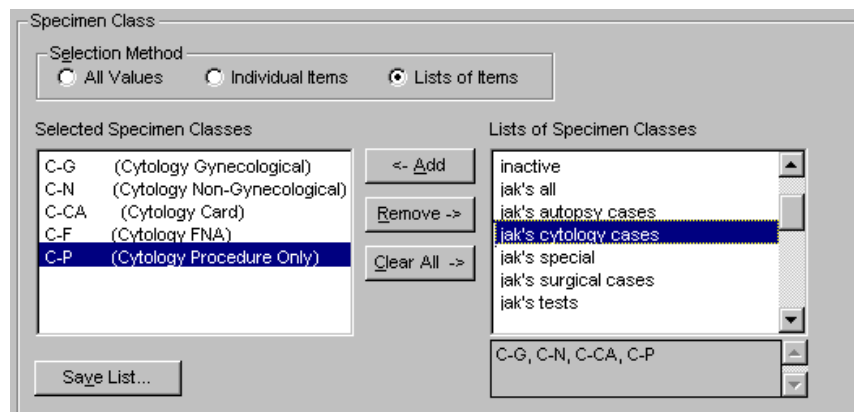 Specimen Class
Selection Method
All Values Individual Items Lists of Items
Selected Specimen Classes
C-G (Cytology Gynecological)
C-N (Cytology Non-Gynecological)
C-CA (Cytology Card)
C-F (Cytology FNA)
C-P (Cytology Procedure Only)
<- Add
Remove ->
Clear All ->
Lists of Specimen Classes
inactive
jak's all
jak's autopsy cases
jak's cytology cases
jak's special
jak's surgical cases
jak's tests
C-G, C-N, C-CA, C-P
Save List...